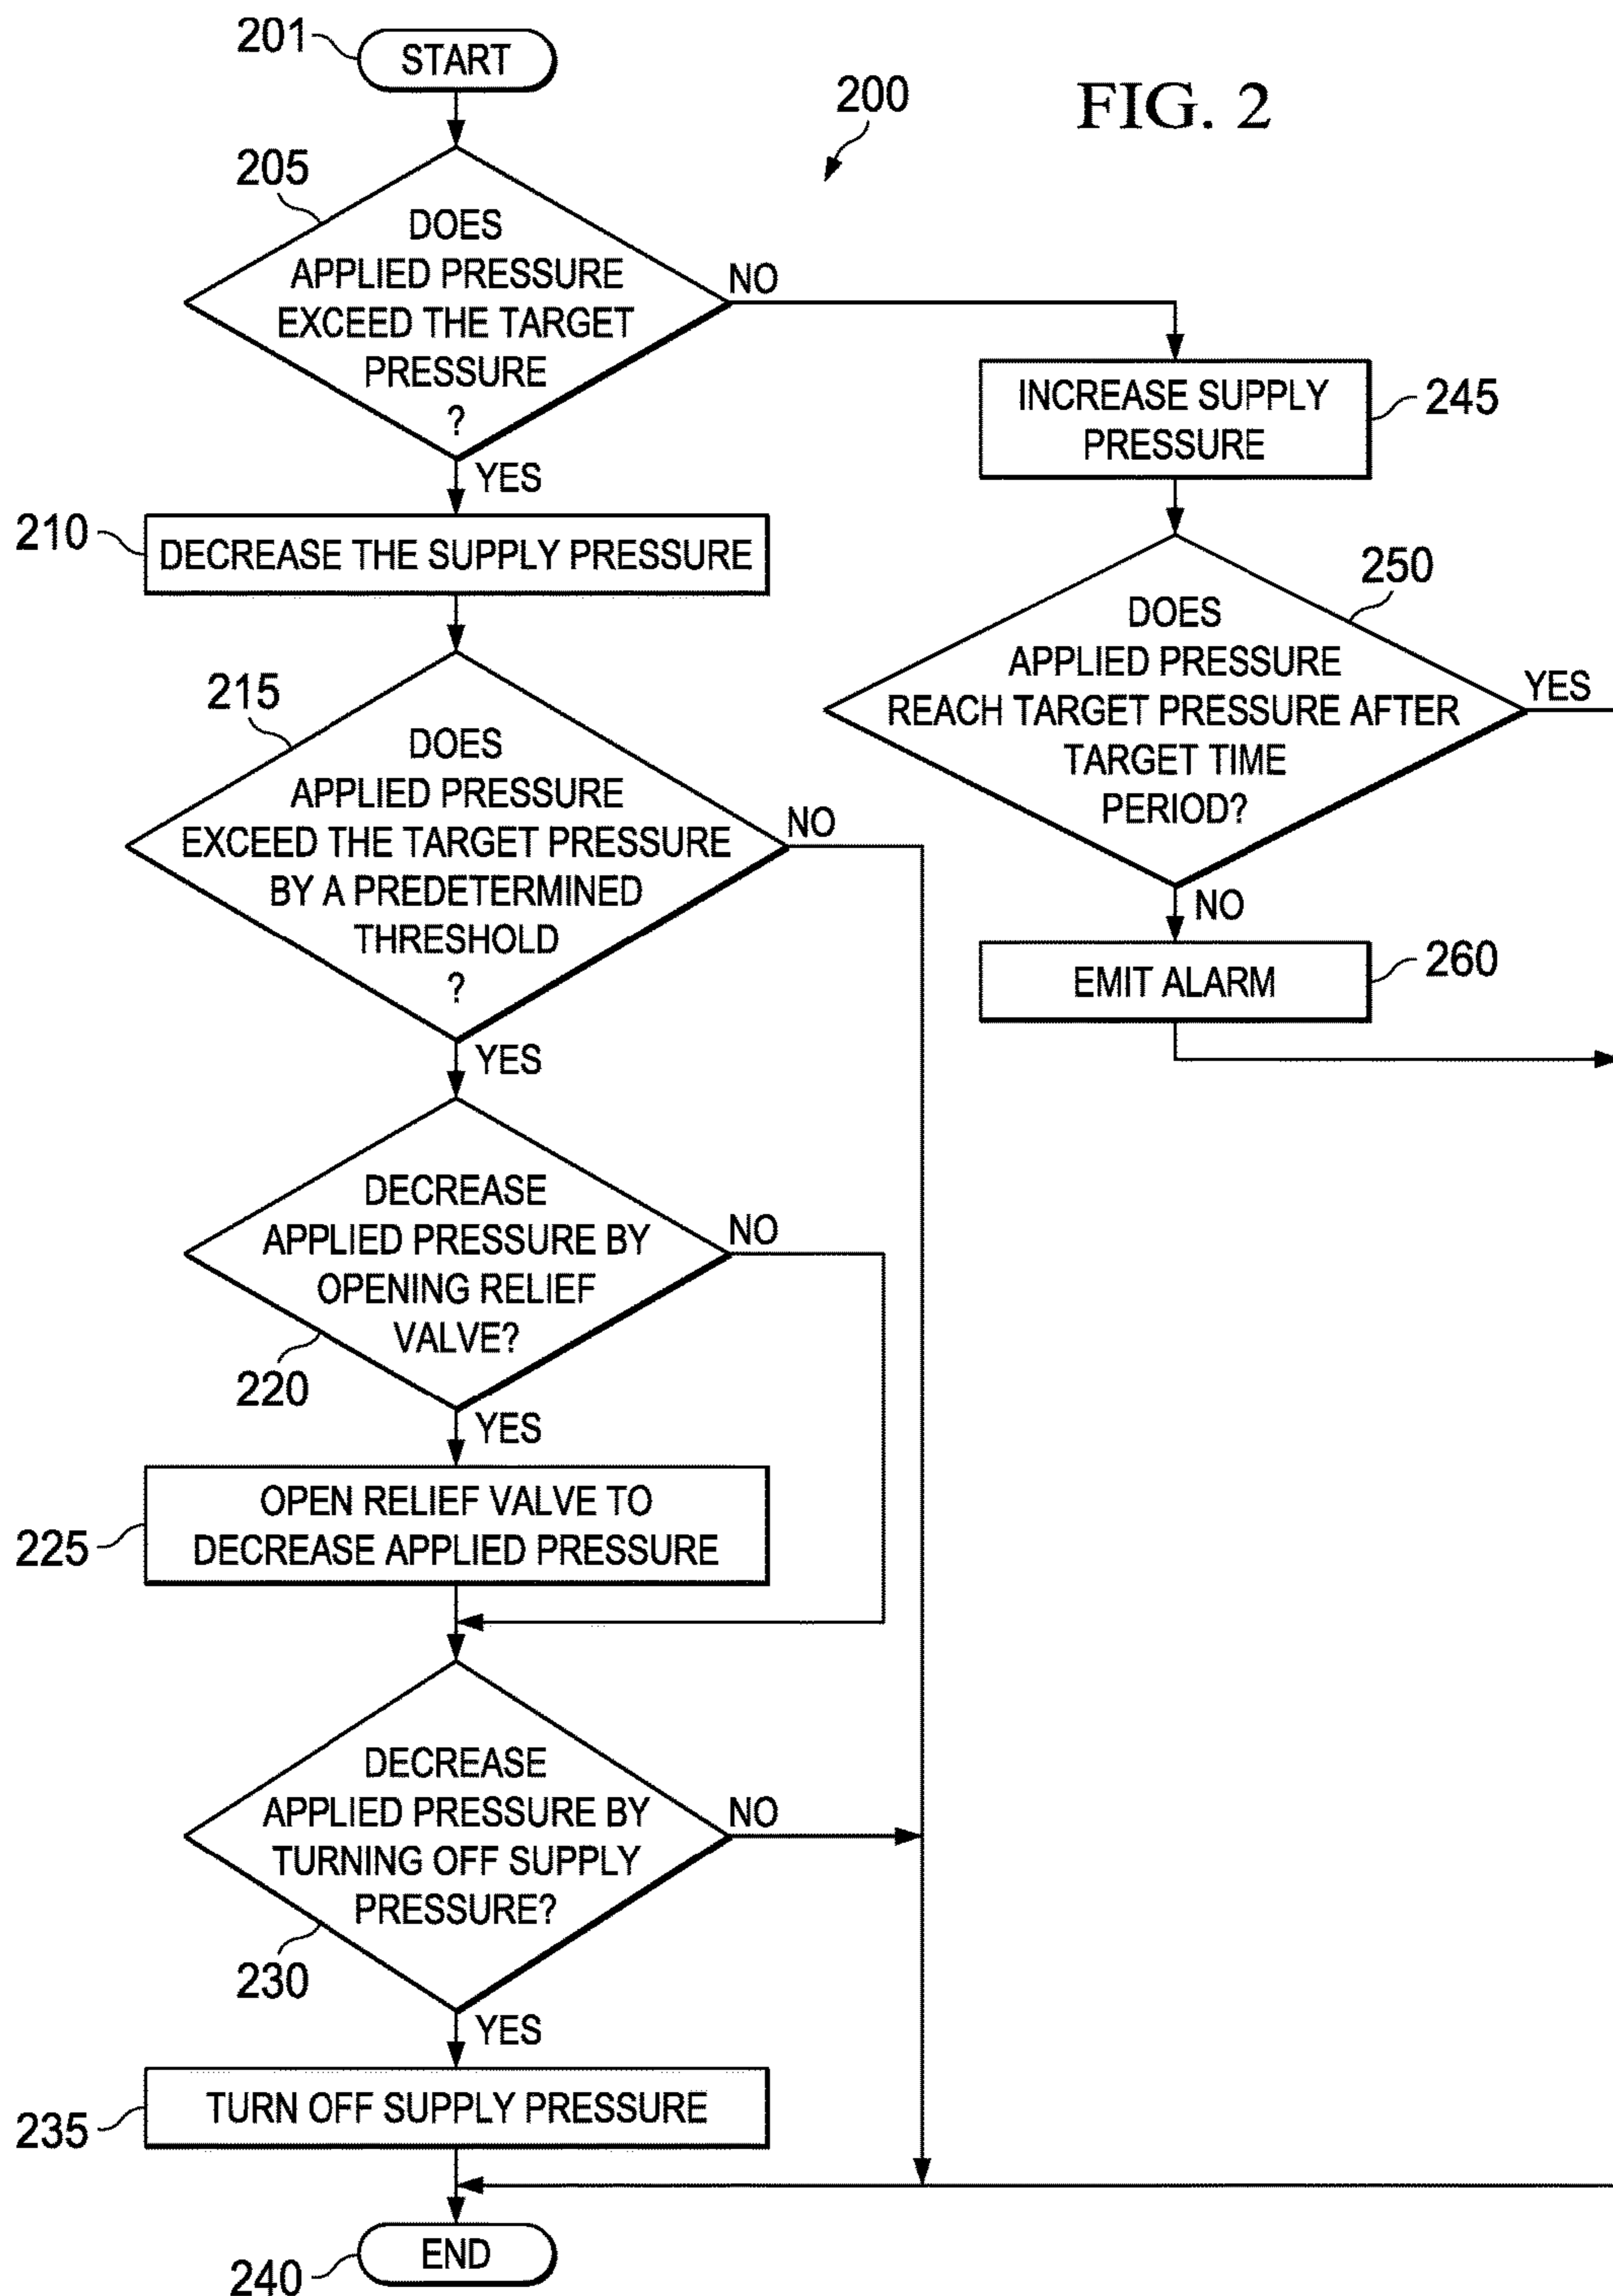 FIG. 2
200
201
START
205
DOES
APPLIED PRESSURE
EXCEED THE TARGET
PRESSURE
?
NO
YES
210
DECREASE THE SUPPLY PRESSURE
215
DOES
APPLIED PRESSURE
EXCEED THE TARGET PRESSURE
BY A PREDETERMINED
THRESHOLD
?
NO
YES
DECREASE
APPLIED PRESSURE BY
OPENING RELIEF
VALVE?
220
NO
YES
225
OPEN RELIEF VALVE TO
DECREASE APPLIED PRESSURE
DECREASE
APPLIED PRESSURE BY
TURNING OFF SUPPLY
PRESSURE?
230
NO
YES
235
TURN OFF SUPPLY PRESSURE
240
END
INCREASE SUPPLY
PRESSURE
245
250
DOES
APPLIED PRESSURE
REACH TARGET PRESSURE AFTER
TARGET TIME
PERIOD?
YES
NO
EMIT ALARM
260